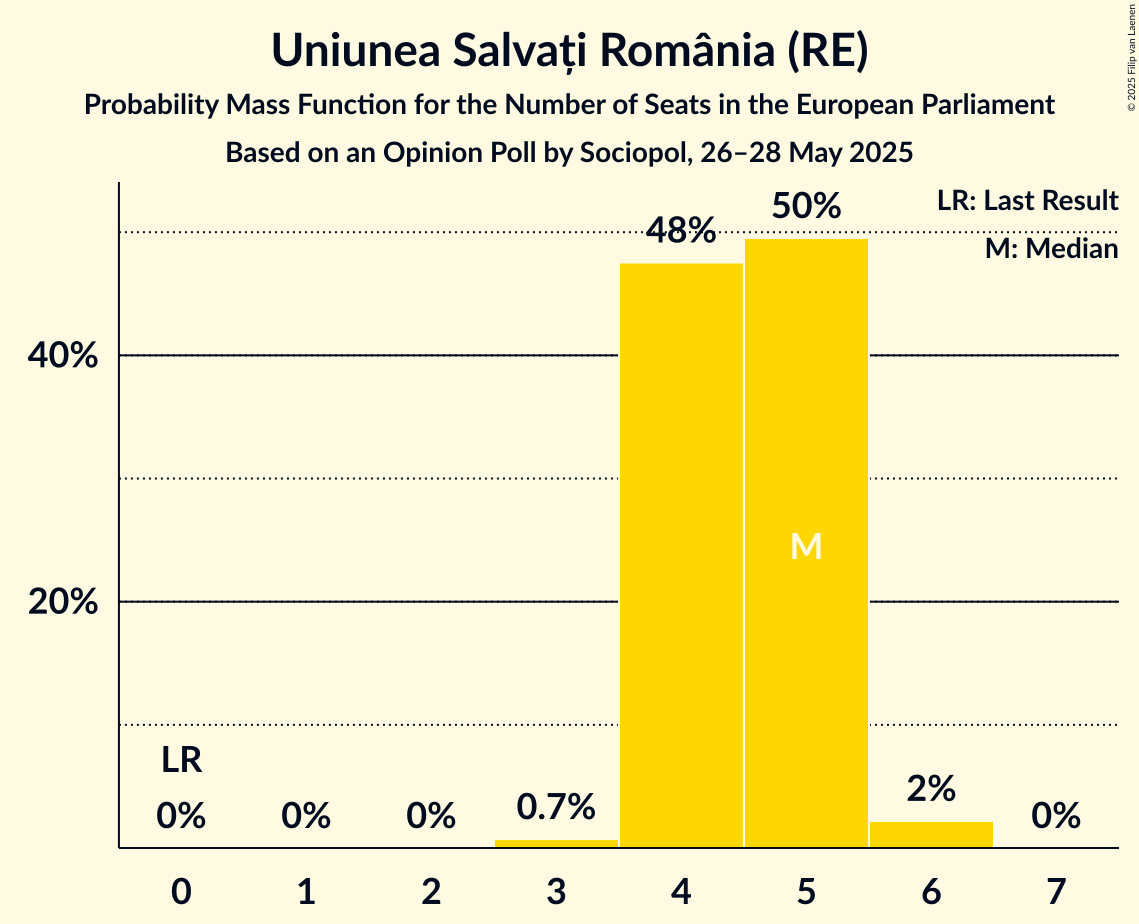 Uniunea Salvați România (RE)
Probability Mass Function for the Number of Seats in the European Parliament
Based on an Opinion Poll by Sociopol, 26–28 May 2025
© 2025 Filip van Laenen
LR: Last Result
M: Median
50%
48%
40%
20%
M
LR
0%
0%
0%
0.7%
2%
0%
0
1
2
3
4
5
6
7